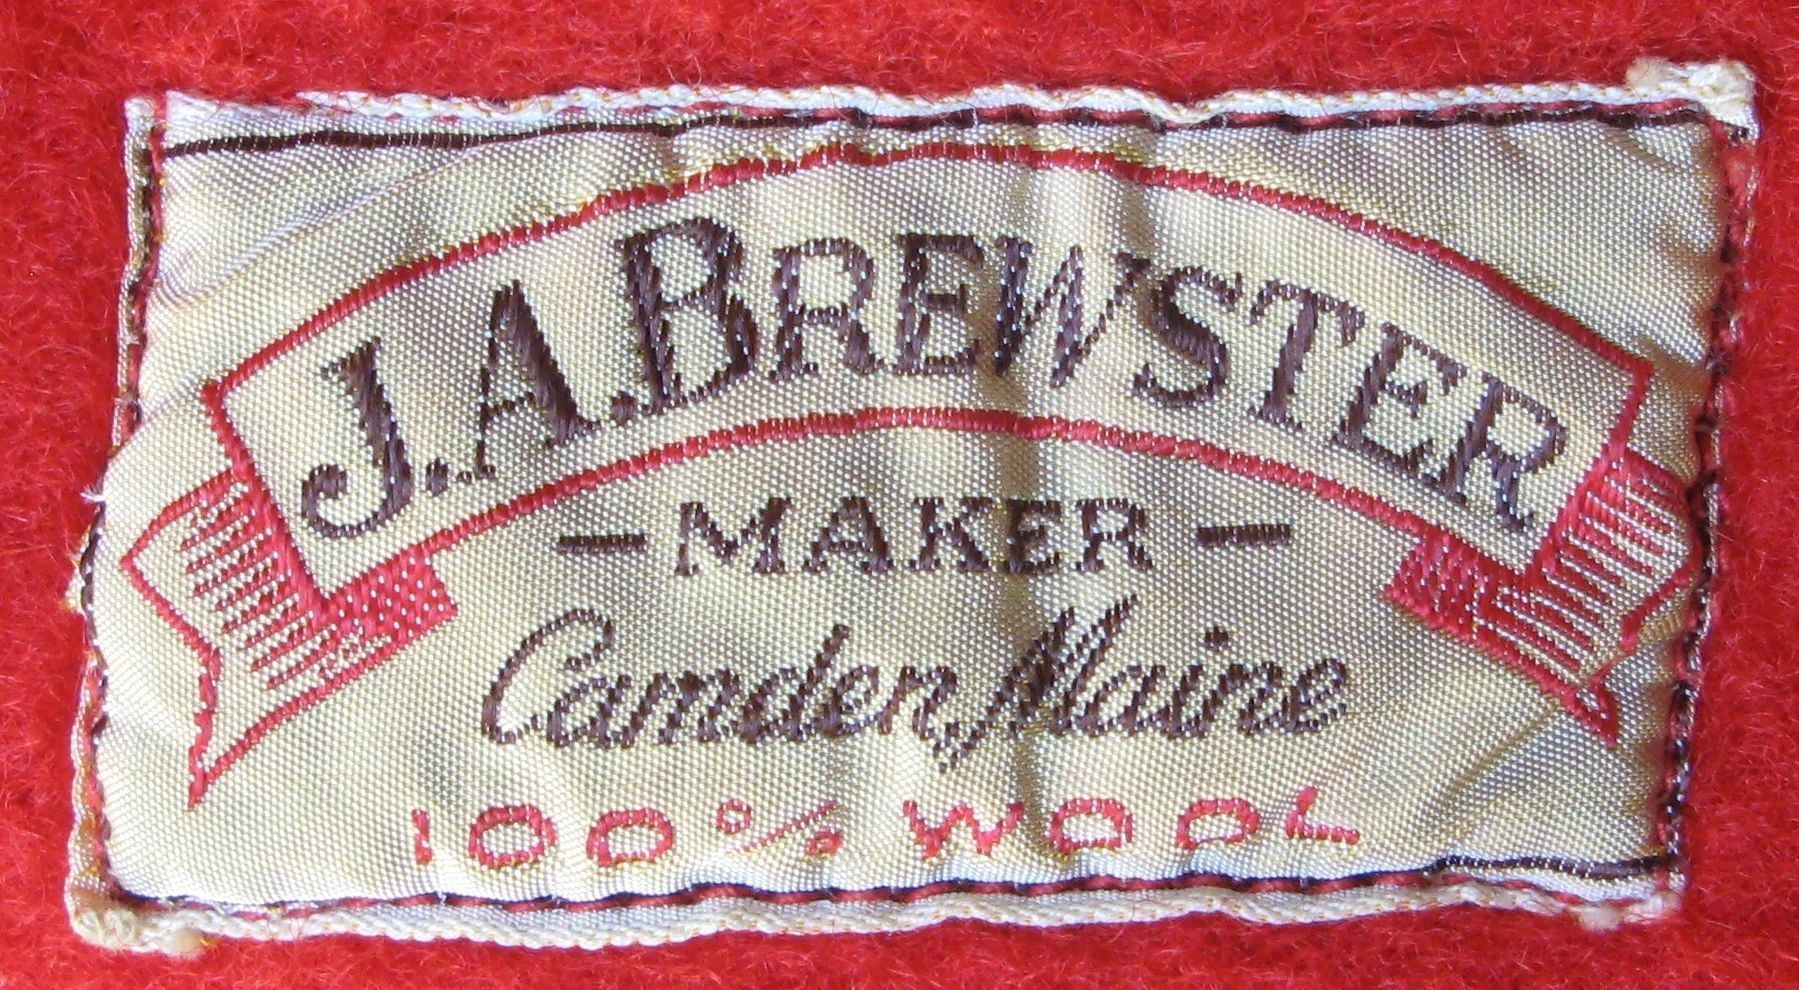 J.A. BREWSTER
- MAKER -
Camden, Maine
100% WOOL